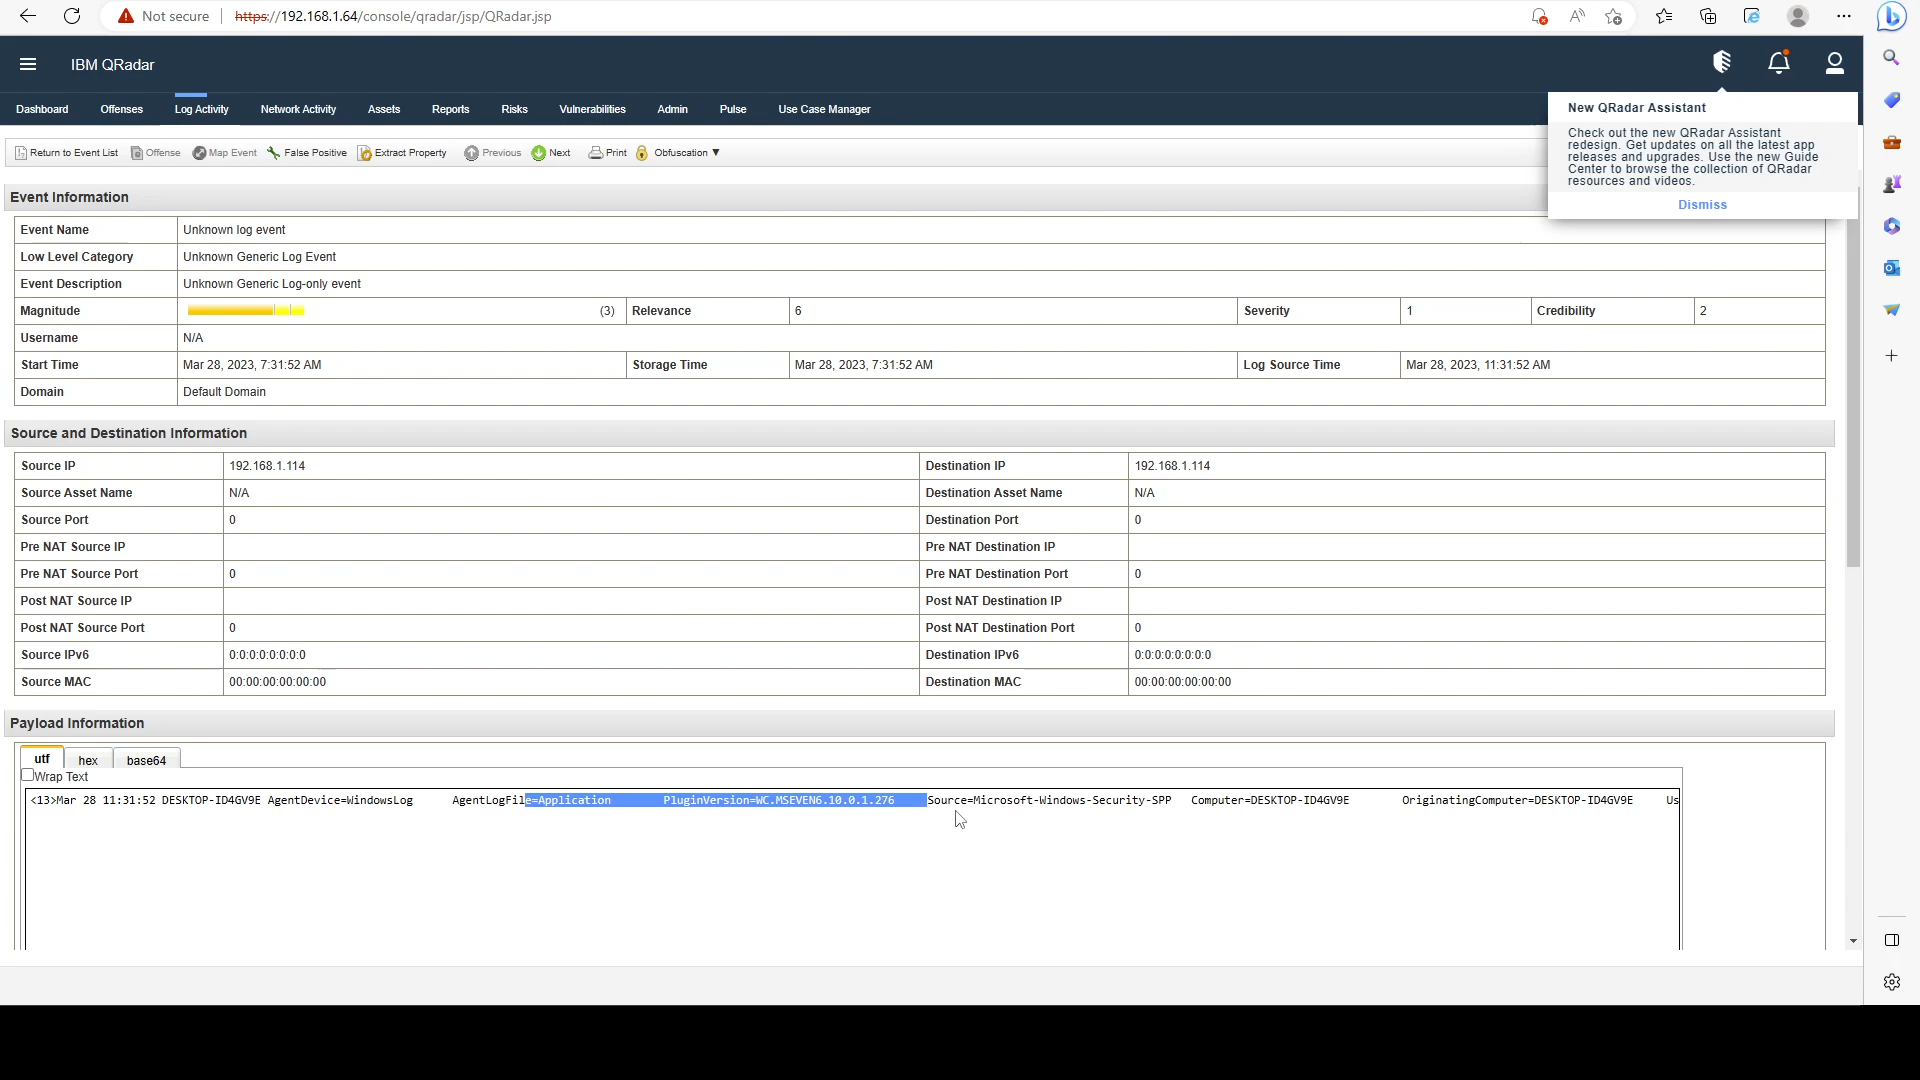 Not secure https://192.168.1.64/console/qradar/jsp/QRadar.jsp
IBM QRadar
Dashboard Offenses Log Activity Network Activity Assets Reports Risks Vulnerabilities Admin Pulse Use Case Manager
New QRadar Assistant
Check out the new QRadar Assistant
redesign. Get updates on all the latest app
releases and upgrades. Use the new Guide
Center to browse the collection of QRadar
resources and videos.
Dismiss
Return to Event List Offense Map Event False Positive Extract Property Previous Next Print Obfuscation ▼
Event Information
Event Name Unknown log event
Low Level Category Unknown Generic Log Event
Event Description Unknown Generic Log-only event
Magnitude (3) Relevance 6 Severity 1 Credibility 2
Username N/A
Start Time Mar 28, 2023, 7:31:52 AM Storage Time Mar 28, 2023, 7:31:52 AM Log Source Time Mar 28, 2023, 11:31:52 AM
Domain Default Domain
Source and Destination Information
Source IP 192.168.1.114 Destination IP 192.168.1.114
Source Asset Name N/A Destination Asset Name N/A
Source Port 0 Destination Port 0
Pre NAT Source IP Pre NAT Destination IP
Pre NAT Source Port 0 Pre NAT Destination Port 0
Post NAT Source IP Post NAT Destination IP
Post NAT Source Port 0 Post NAT Destination Port 0
Source IPv6 0:0:0:0:0:0:0:0 Destination IPv6 0:0:0:0:0:0:0:0
Source MAC 00:00:00:00:00:00 Destination MAC 00:00:00:00:00:00
Payload Information
utf hex base64
Wrap Text
<13>Mar 28 11:31:52 DESKTOP-ID4GV9E AgentDevice=WindowsLog AgentLogFile=Application PluginVersion=WC.MSEVEN6.10.0.1.276 Source=Microsoft-Windows-Security-SPP Computer=DESKTOP-ID4GV9E OriginatingComputer=DESKTOP-ID4GV9E Us